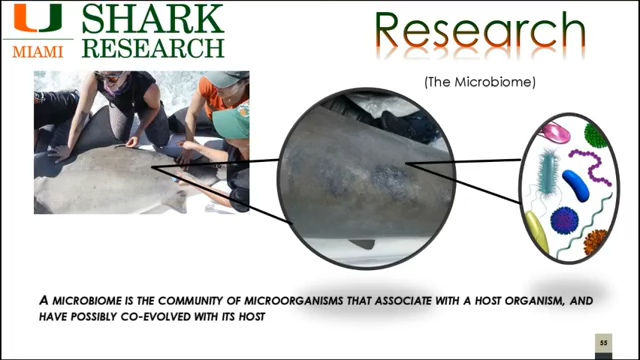 SHARK
RESEARCH
MIAMI
Research
(The Microbiome)
A MICROBIOME IS THE COMMUNITY OF MICROORGANISMS THAT ASSOCIATE WITH A HOST ORGANISM, AND
HAVE POSSIBLY CO-EVOLVED WITH ITS HOST
55